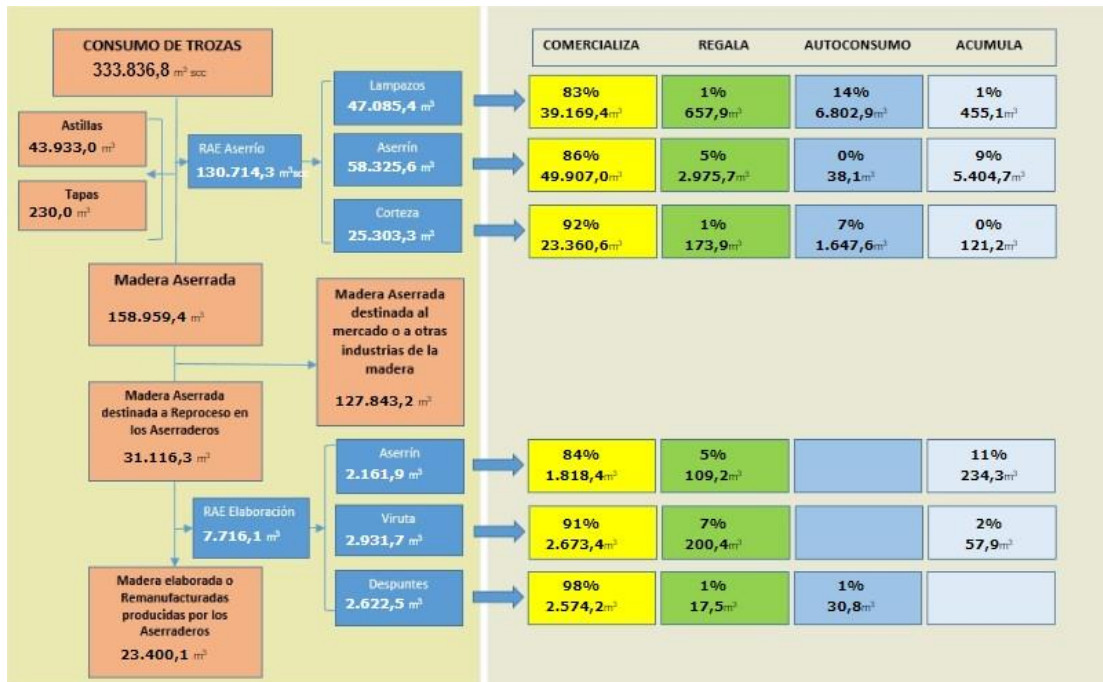 CONSUMO DE TROZAS
333.836,8 m³ scc
Astillas
43.933,0 m³
Tapas
230,0 m³
RAE Aserrío
130.714,3 m³scc
Lampazos
47.085,4 m³
Aserrín
58.325,6 m³
Corteza
25.303,3 m³
COMERCIALIZA REGALA AUTOCONSUMO ACUMULA
83% 1% 14% 1%
39.169,4m³ 657,9m³ 6.802,9m³ 455,1m³
86% 5% 0% 9%
49.907,0m³ 2.975,7m³ 38,1m³ 5.404,7m³
92% 1% 7% 0%
23.360,6m³ 173,9m³ 1.647,6m³ 121,2m³
Madera Aserrada
158.959,4 m³
Madera Aserrada
destinada al
mercado o a otras
industrias de la
madera
127.843,2 m³
Madera Aserrada
destinada a Reproceso en
los Aserraderos
31.116,3 m³
RAE Elaboración
7.716,1 m³
Aserrín
2.161,9 m³
Viruta
2.931,7 m³
Despuntes
2.622,5 m³
84% 5% 11%
1.818,4m³ 109,2m³ 234,3m³
91% 7% 2%
2.673,4m³ 200,4m³ 57,9m³
98% 1% 1%
2.574,2m³ 17,5m³ 30,8m³
Madera elaborada o
Remanufacturadas
producidas por los
Aserraderos
23.400,1 m³